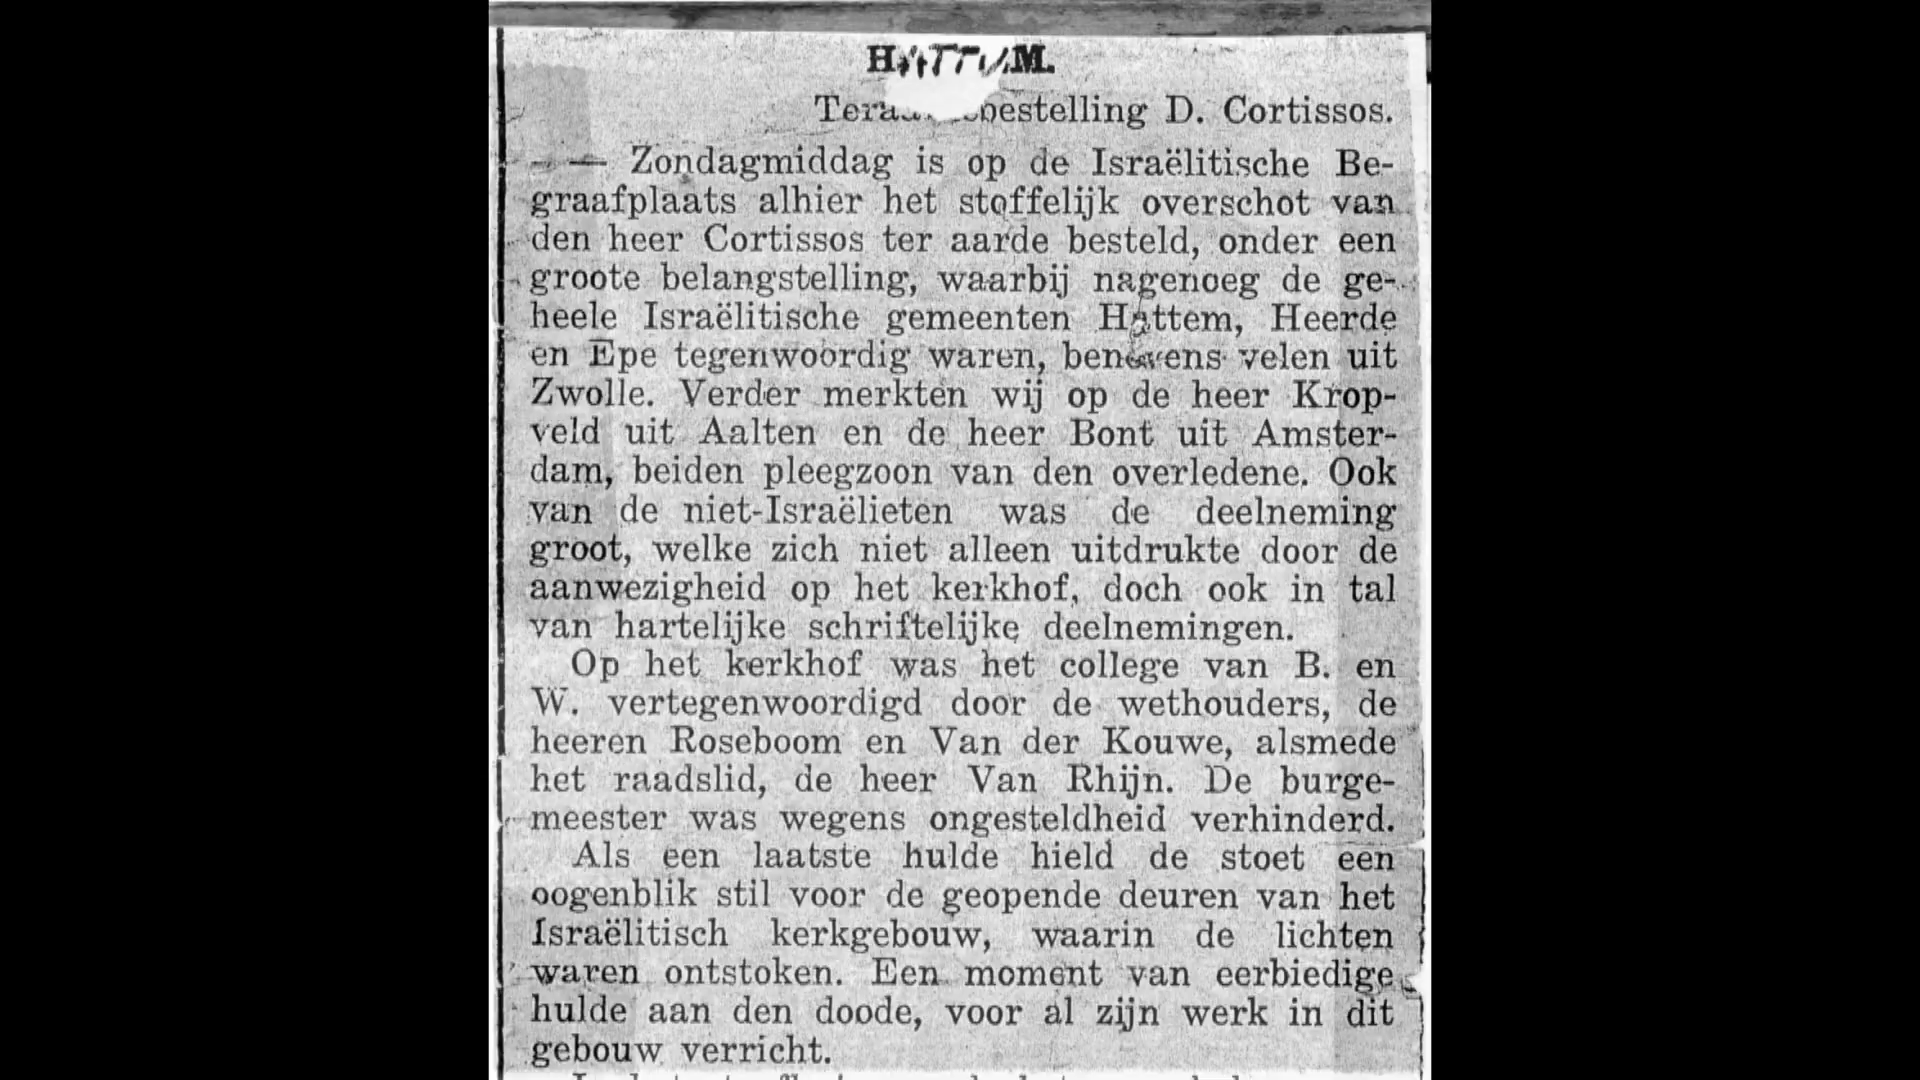 HATTUM.
bestelling D. Cortissos.
— Zondagmiddag is op de Israëlitische Be-
graafplaats alhier het stoffelijk overschot van
den heer Cortissos ter aarde besteld, onder een
groote belangstelling, waarbij nagenoeg de ge-
heele Israëlitische gemeenten Hattem, Heerde
en Epe tegenwoordig waren, benevens velen uit
Zwolle. Verder merkten wij op de heer Krop-
veld uit Aalten en de heer Bont uit Amster-
dam, beiden pleegzoon van den overledene. Ook
van de niet-Israëlieten was de deelneming
groot, welke zich niet alleen uitdrukte door de
aanwezigheid op het kerkhof, doch ook in tal
van hartelijke schriftelijke deelnemingen.
Op het kerkhof was het college van B. en
W. vertegenwoordigd door de wethouders, de
heeren Roseboom en Van der Kouwe, alsmede
het raadslid, de heer Van Rhijn. De burge-
meester was wegens ongesteldheid verhinderd.
Als een laatste hulde hield de stoet een
oogenblik stil voor de geopende deuren van het
Israëlitisch kerkgebouw, waarin de lichten
waren ontstoken. Een moment van eerbiedige
hulde aan den doode, voor al zijn werk in dit
gebouw verricht.